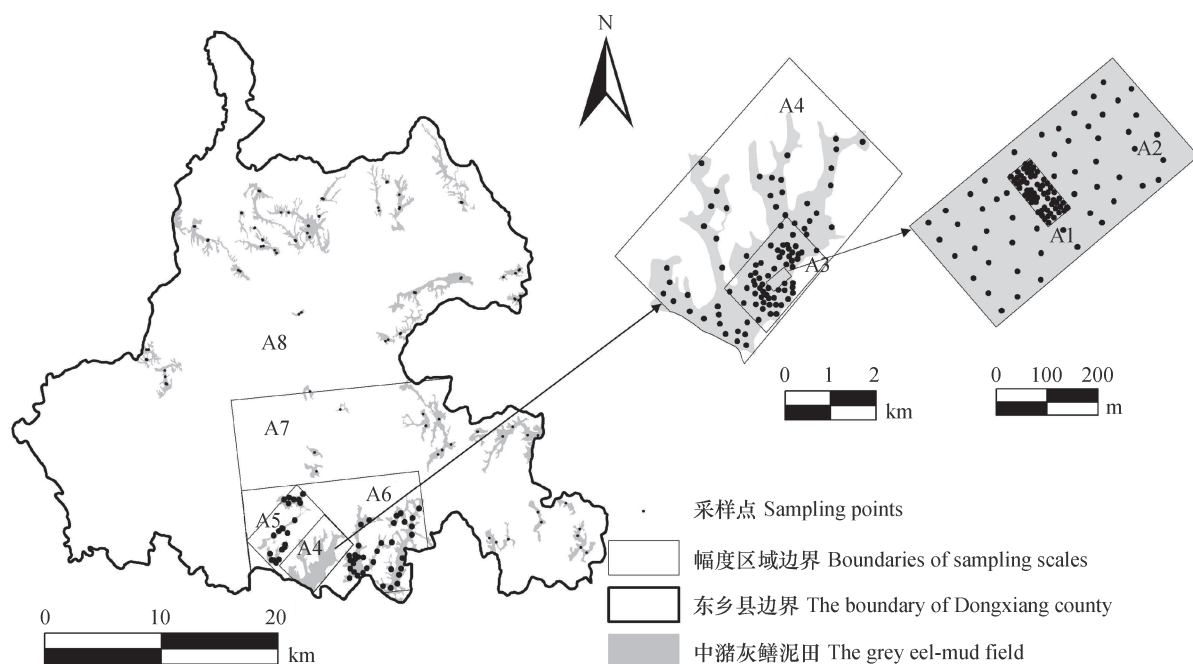 N
A4
A2
A1
A3
A8
A7
A6
A5
A4
0 1 2
km
0 100 200
m
采样点 Sampling points
幅度区域边界 Boundaries of sampling scales
东乡县边界 The boundary of Dongxiang county
中潴灰鳝泥田 The grey eel-mud field
0 10 20
km